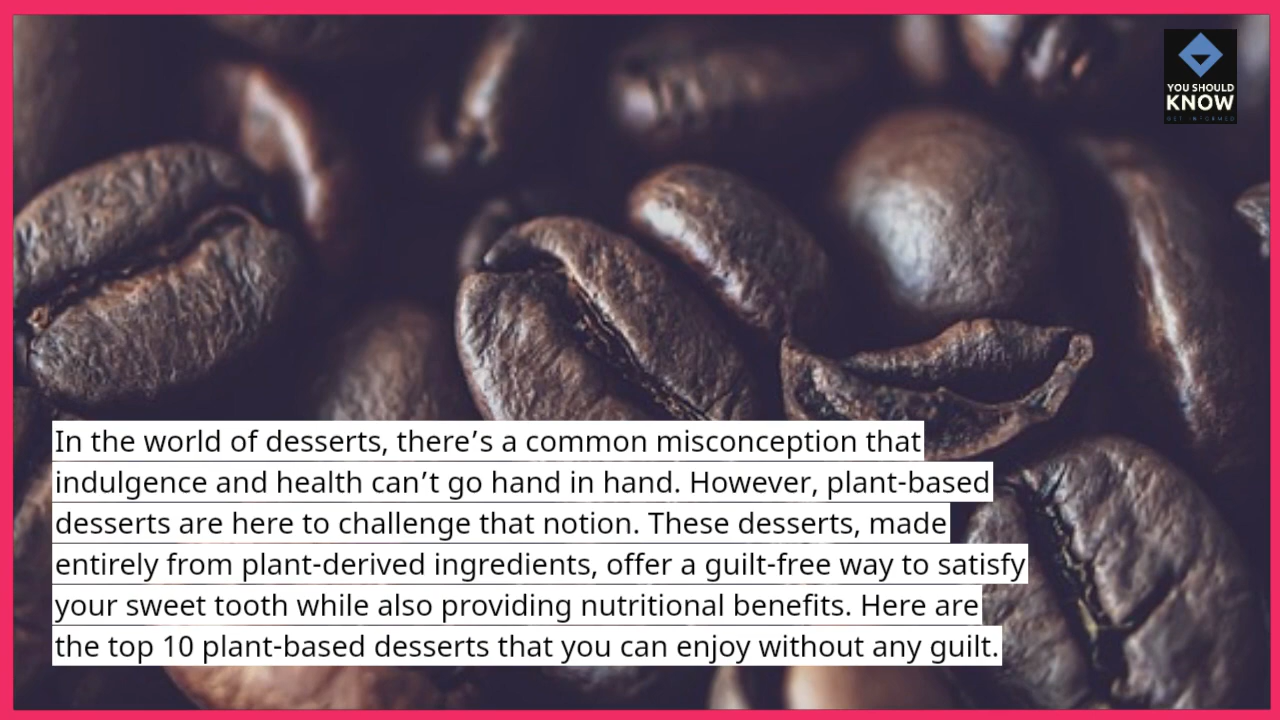 YOU SHOULD
KNOW
GET INFORMED
In the world of desserts, there’s a common misconception that
indulgence and health can’t go hand in hand. However, plant-based
desserts are here to challenge that notion. These desserts, made
entirely from plant-derived ingredients, offer a guilt-free way to satisfy
your sweet tooth while also providing nutritional benefits. Here are
the top 10 plant-based desserts that you can enjoy without any guilt.